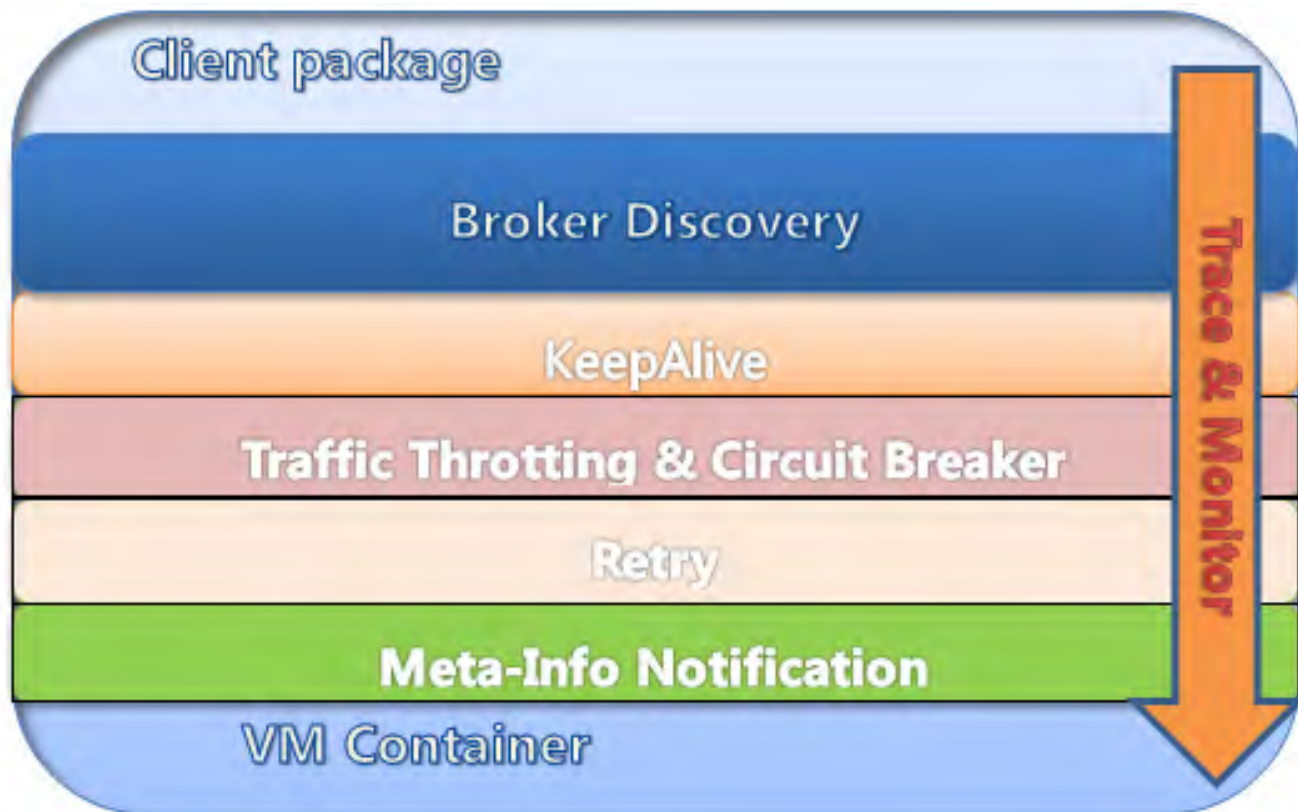 Client package
Broker Discovery
KeepAlive
Traffic Throtting & Circuit Breaker
Retry
Meta-Info Notification
VM Container
Trace & Monitor